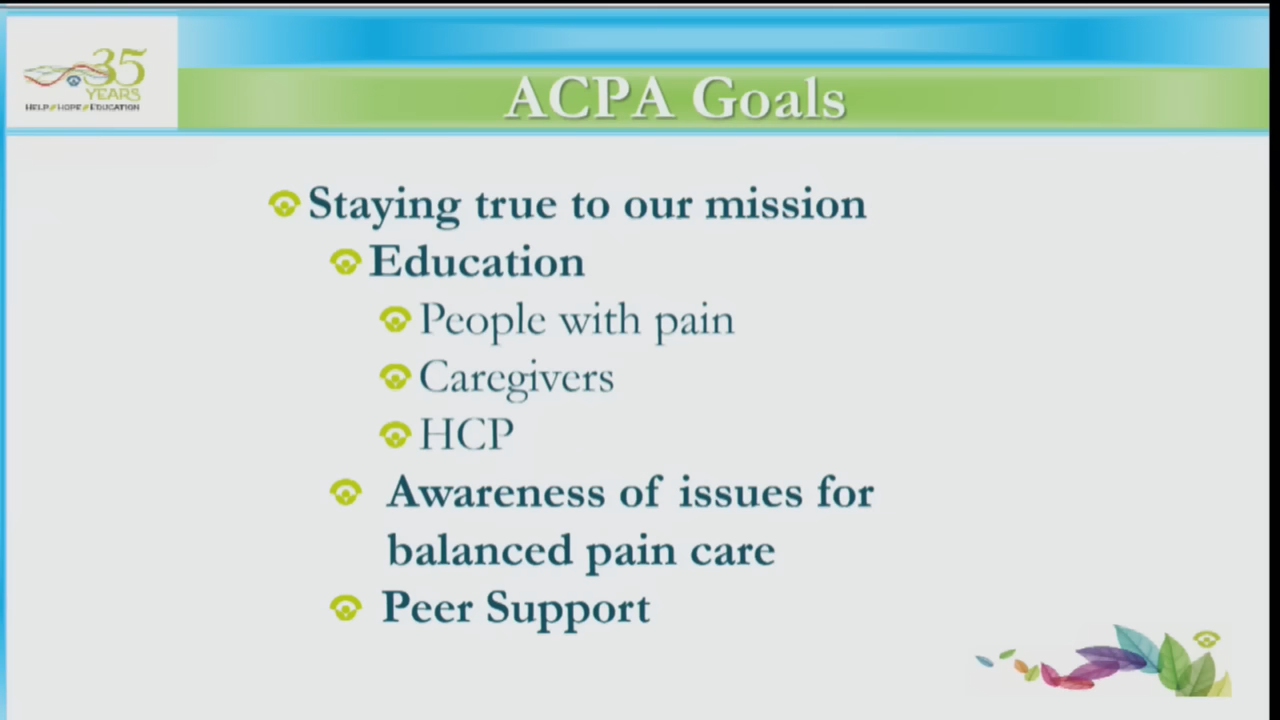 35
YEARS
HELP HOPE EDUCATION
ACPA Goals
Staying true to our mission
Education
People with pain
Caregivers
HCP
Awareness of issues for
balanced pain care
Peer Support